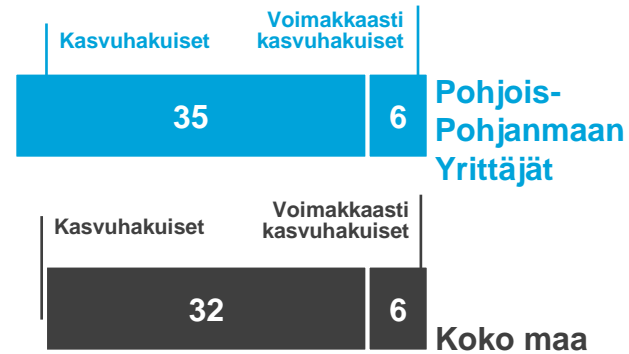 Kasvuhakuiset
Voimakkaasti
kasvuhakuiset
35
6
Pohjois-
Pohjanmaan
Yrittäjät
Kasvuhakuiset
Voimakkaasti
kasvuhakuiset
32
6
Koko maa